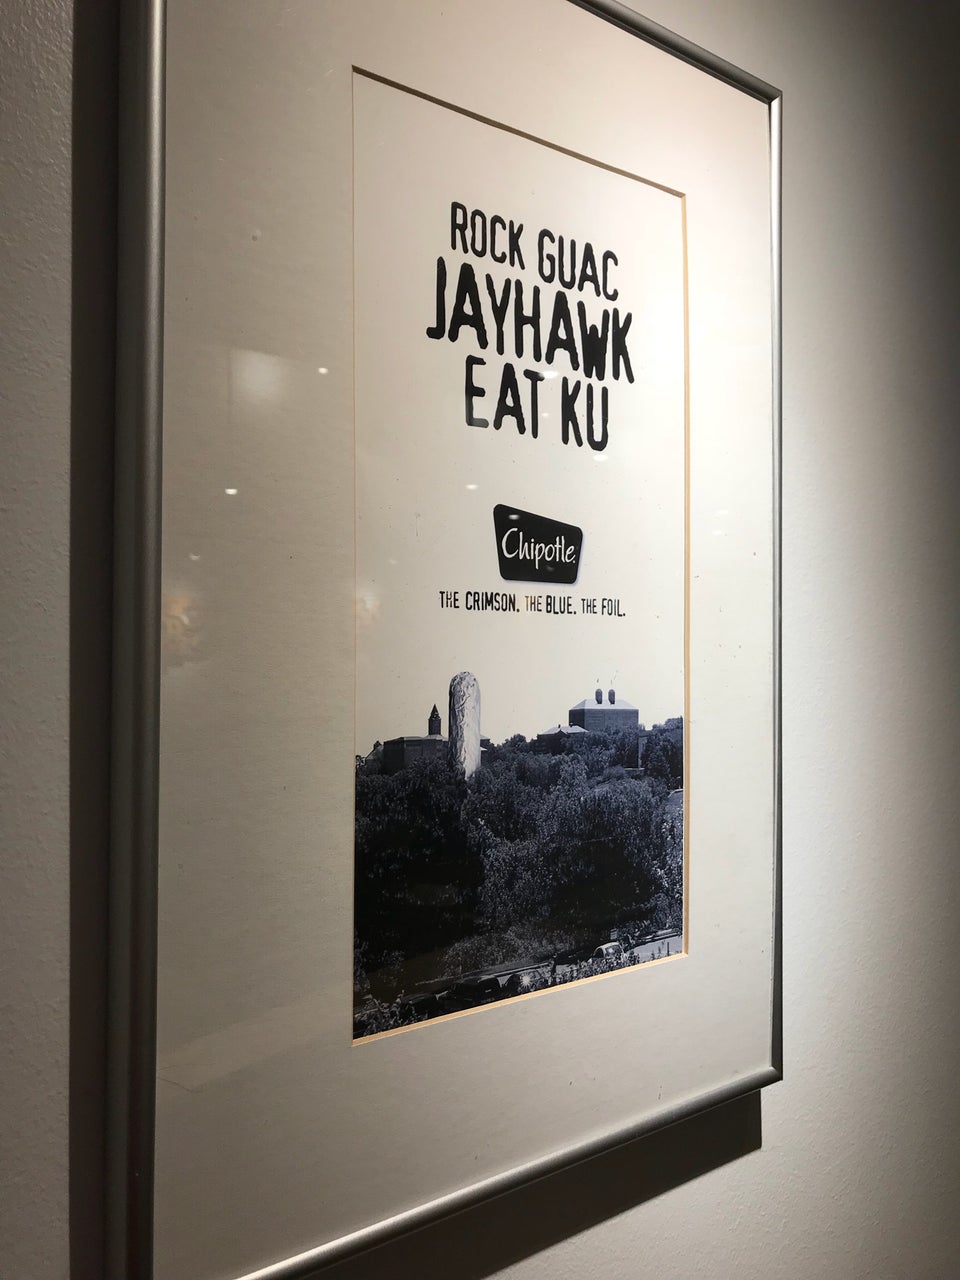 ROCK GUAC
JAYHAWK
EAT KU
Chipotle.
THE CRIMSON. THE BLUE. THE FOIL.